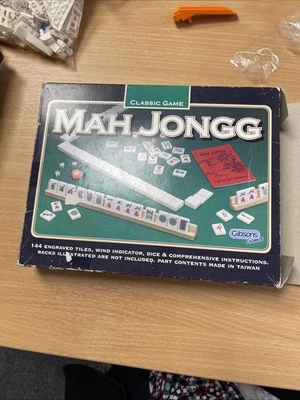 CLASSIC GAME
MAH JONGG
Gibsons
GAMES
144 ENGRAVED TILES, WIND INDICATOR, DICE & COMPREHENSIVE INSTRUCTIONS.
RACKS ILLUSTRATED ARE NOT INCLUDED. PART CONTENTS MADE IN TAIWAN